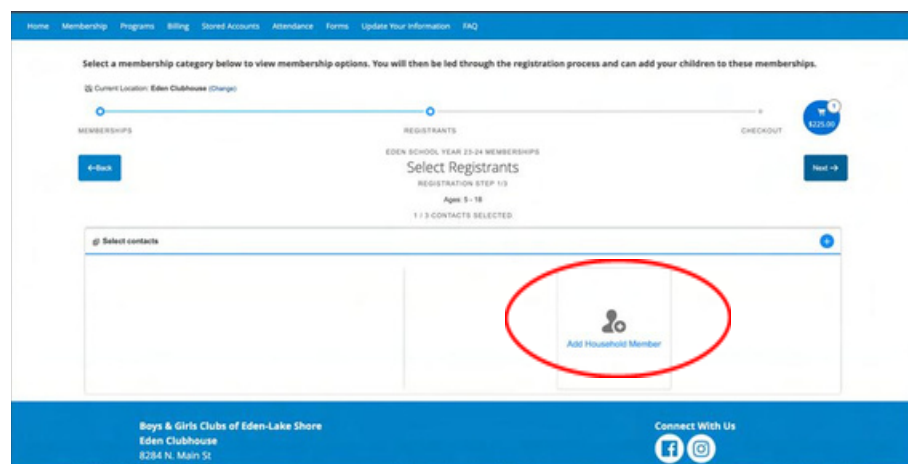 Home Membership Programs Billing Stored Accounts Attendance Forms Update Your Information FAQ
Select a membership category below to view membership options. You will then be led through the registration process and can add your children to these memberships.
Current Location: Eden Clubhouse (Change)
1
$225.00
MEMBERSHIPS REGISTRANTS CHECKOUT
EDEN SCHOOL YEAR 23-24 MEMBERSHIPS
←Back Select Registrants Next →
REGISTRATION STEP 1/3
Ages: 5 - 18
1 / 3 CONTACTS SELECTED
Select contacts
Add Household Member
Boys & Girls Clubs of Eden-Lake Shore Connect With Us
Eden Clubhouse
8284 N. Main St